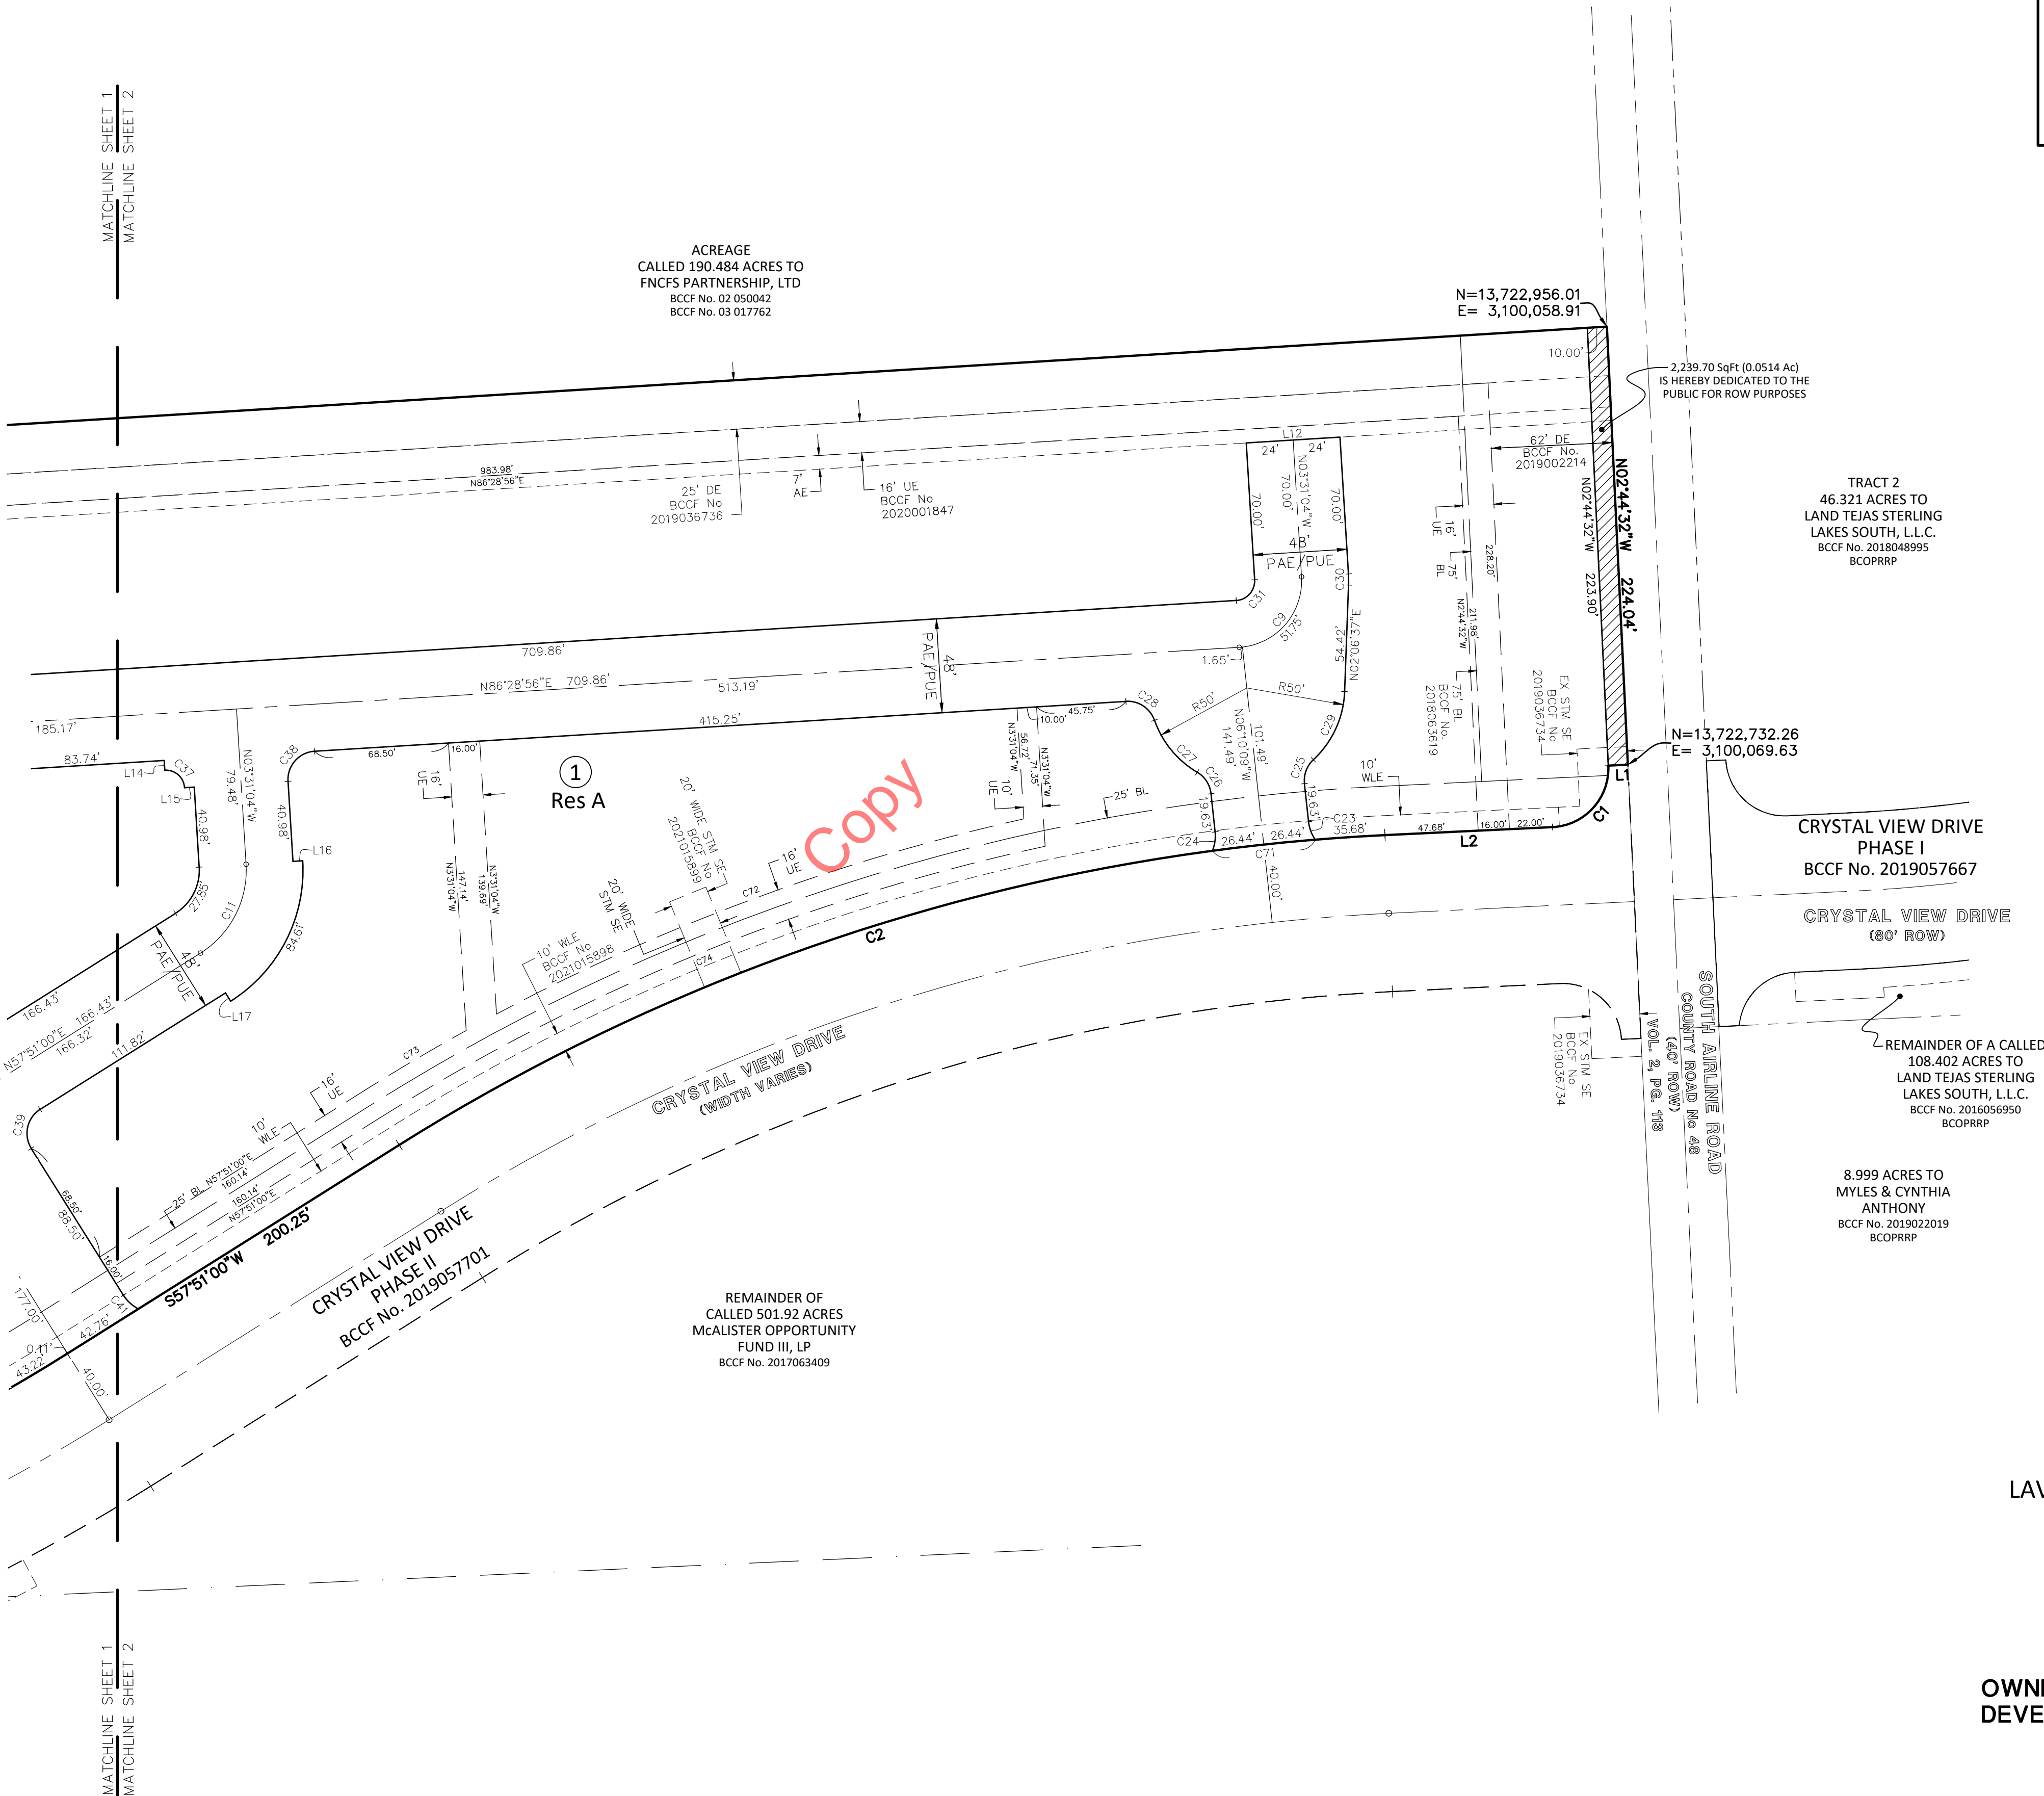 MATCHLINE SHEET 1
MATCHLINE SHEET 2
ACREAGE
CALLED 190.484 ACRES TO
FNCFS PARTNERSHIP, LTD
BCCF No. 02 050042
BCCF No. 03 017762
N=13,722,956.01
E= 3,100,058.91
10.00'
2,239.70 SqFt (0.0514 Ac)
IS HEREBY DEDICATED TO THE
PUBLIC FOR ROW PURPOSES
983.98'
N86°28'56"E
25' DE
BCCF No
2019036736
7'
AE
16' UE
BCCF No
2020001847
L12
24'
24'
N03°31'04"W
70.00'
70.00'
70.00'
48'
PAE/PUE
C30
C31
C9
51.75'
54.42'
N02°06'37"E
62' DE
BCCF No.
2019002214
N02°44'32"W
223.90'
N02°44'32"W 224.04'
16'
UE
75'
BL
228.20'
211.98'
N2°44'32"W
75' BL
BCCF No.
2018063619
EX STM SE
BCCF No
2019036734
TRACT 2
46.321 ACRES TO
LAND TEJAS STERLING
LAKES SOUTH, L.L.C.
BCCF No. 2018048995
BCOPRRP
709.86'
N86°28'56"E 709.86'
513.19'
48'
PAE/PUE
1.65'
R50'
R50'
185.17'
415.25'
83.74'
L14
C37
L15
40.98'
N03°31'04"W
79.48'
C38
40.98'
L16
68.50'
16.00'
16'
UE
N3°31'04"W
147.14'
N3°31'04"W
139.69'
1
Res A
10.00'
45.75'
N3°31'04"W
56.72'
N3°31'04"W
71.35'
10'
UE
C28
C27
C26
19.63'
C24
N06°10'09"W
141.49'
101.49'
C29
C25
19.63'
C23
26.44'
26.44'
C71
35.68'
40.00'
10'
WLE
47.68'
16.00'
22.00'
L2
C1
L1
N=13,722,732.26
E= 3,100,069.63
25' BL
Copy
20' WIDE STM SE
BCCF No
2021015899
20' WIDE
STM SE
C72
16'
UE
C2
C74
10' WLE
BCCF No
2021015898
C73
27.85'
C11
84.61'
48'
PAE/PUE
L17
166.43'
N57°51'00"E 166.43'
166.32'
111.82'
C39
16'
UE
10'
WLE
25' BL N57°51'00"E
160.14'
160.14'
N57°51'00"E
68.50'
88.50'
16.00'
C41
S57°51'00"W 200.25'
177.00'
0.17'
42.76'
43.22'
40.00'
CRYSTAL VIEW DRIVE
(WIDTH VARIES)
CRYSTAL VIEW DRIVE
PHASE II
BCCF No. 2019057701
CRYSTAL VIEW DRIVE
PHASE I
BCCF No. 2019057667
CRYSTAL VIEW DRIVE
(80' ROW)
SOUTH AIRLINE ROAD
COUNTY ROAD No 48
(40' ROW)
VOL. 2, PG. 113
EX STM SE
BCCF No
2019036734
REMAINDER OF A CALLED
108.402 ACRES TO
LAND TEJAS STERLING
LAKES SOUTH, L.L.C.
BCCF No. 2016056950
BCOPRRP
8.999 ACRES TO
MYLES & CYNTHIA
ANTHONY
BCCF No. 2019022019
BCOPRRP
REMAINDER OF
CALLED 501.92 ACRES
McALISTER OPPORTUNITY
FUND III, LP
BCCF No. 2017063409
MATCHLINE SHEET 1
MATCHLINE SHEET 2